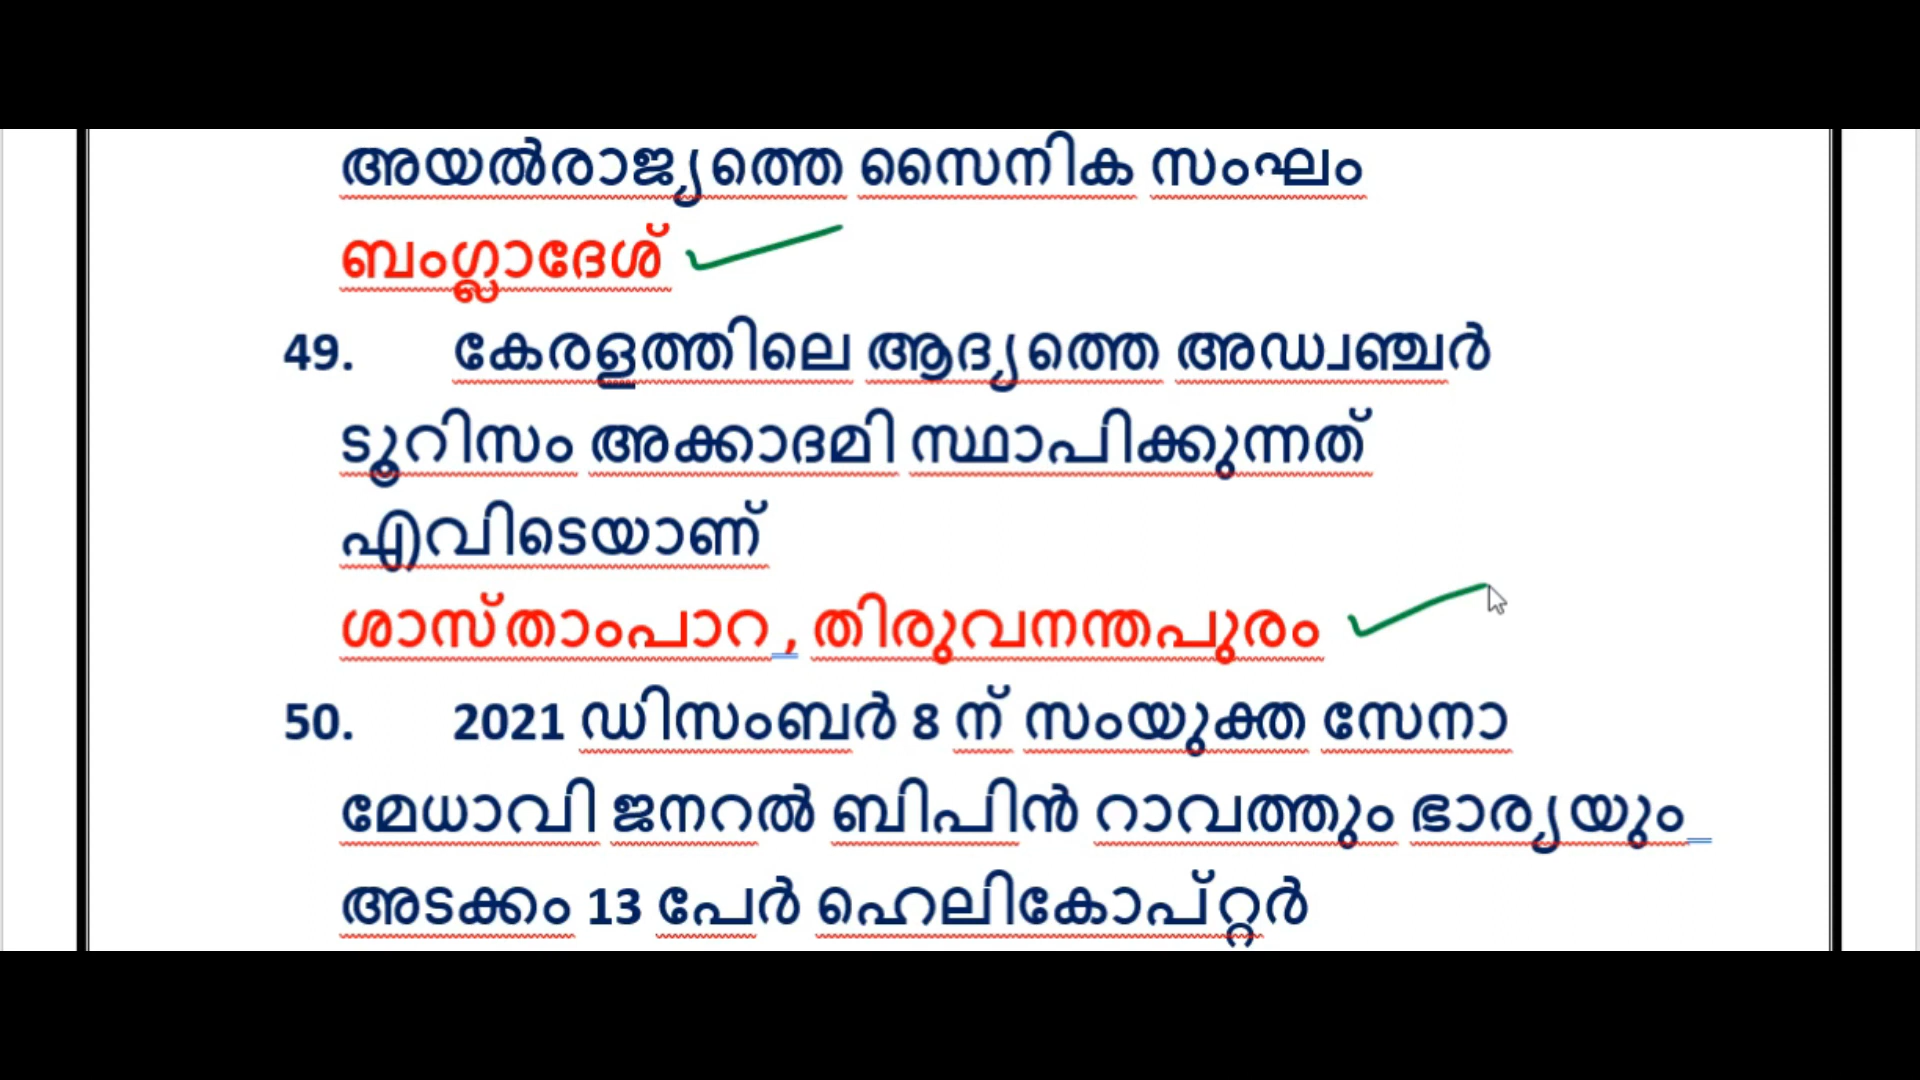 അയൽരാജ്യത്തെ സൈനിക സംഘം
ബംഗ്ലാദേശ്
49. കേരളത്തിലെ ആദ്യത്തെ അഡ്വഞ്ചർ
ടൂറിസം അക്കാദമി സ്ഥാപിക്കുന്നത്
എവിടെയാണ്
ശാസ്താംപാറ , തിരുവനന്തപുരം
50. 2021 ഡിസംബർ 8 ന് സംയുക്ത സേനാ
മേധാവി ജനറൽ ബിപിൻ റാവത്തും ഭാര്യയും
അടക്കം 13 പേർ ഹെലികോപ്റ്റർ